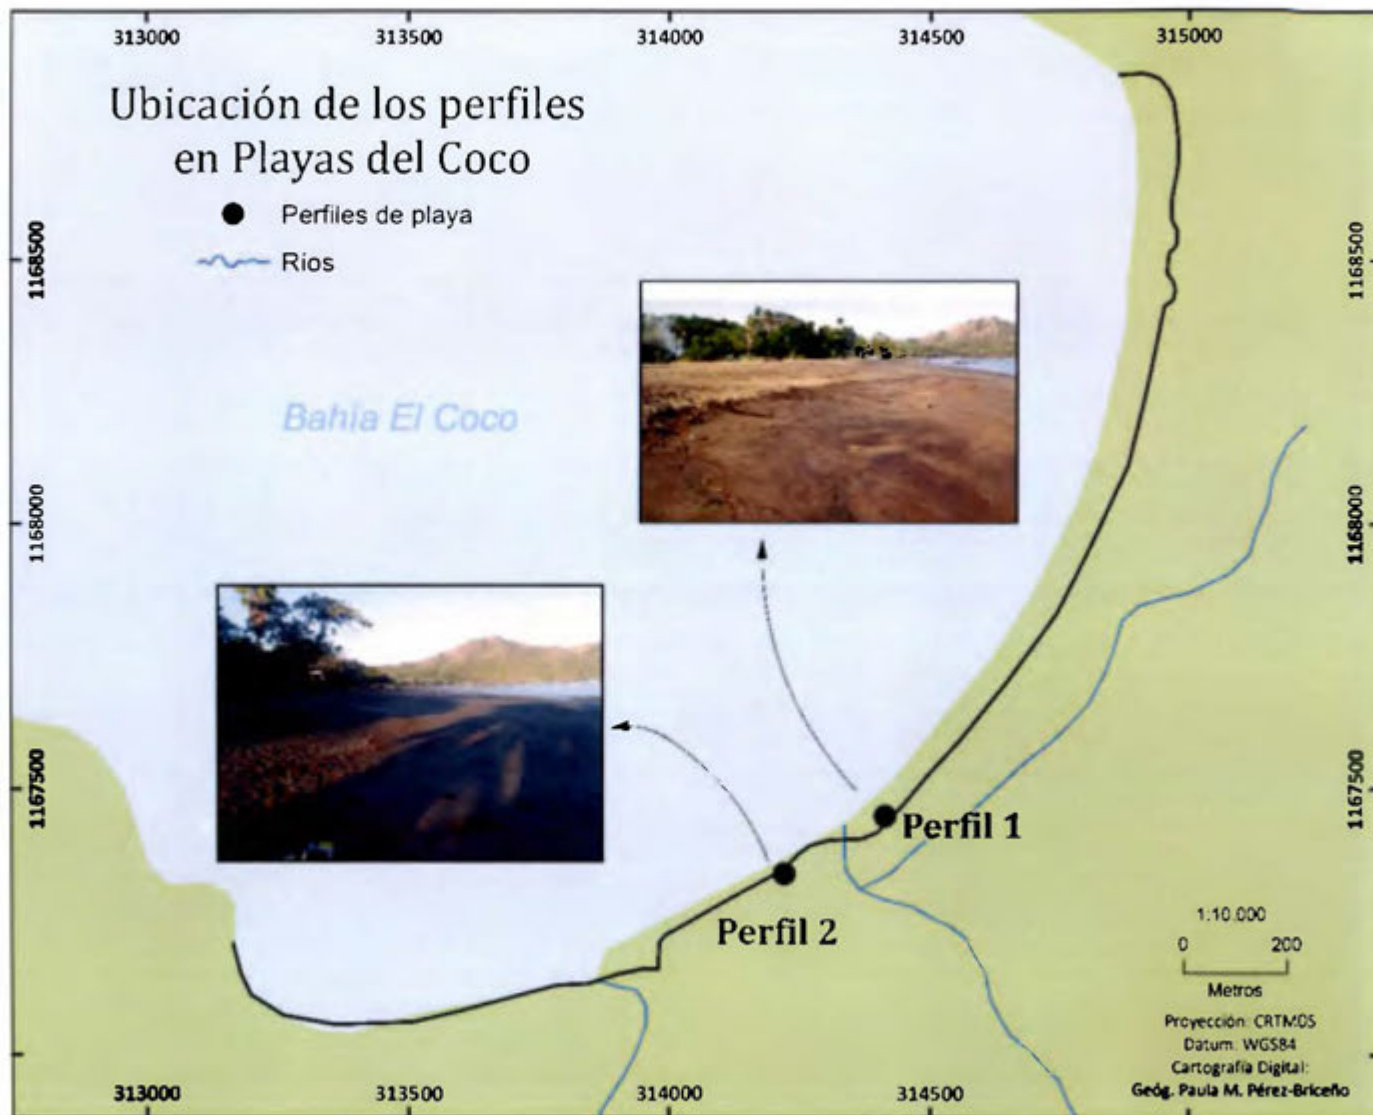 313000 313500 314000 314500 315000
Ubicación de los perfiles
en Playas del Coco
Perfiles de playa
Rios
1168500
1168500
Bahía El Coco
1168000
1168000
1167500
1167500
Perfil 1
Perfil 2
1:10.000
0 200
Metros
Proyección: CRTM05
Datum: WGS84
Cartografía Digital:
Geóg. Paula M. Pérez-Briceño
313000 313500 314000 314500 315000